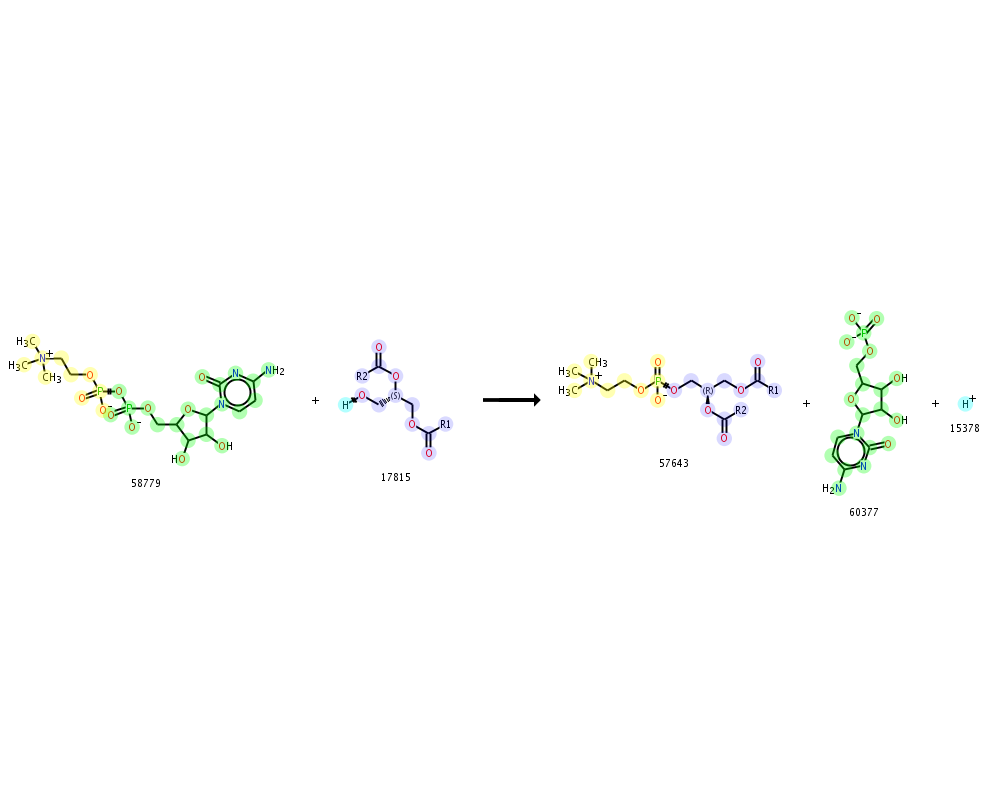 H3C
H3C
N+
CH3
O
P
O
O
O-
O
P
O-
O
O
O
N
N
NH2
OH
HO
58779
+
O
R2
O
H+
O
(S)
O
R1
O
17815
CH3
H3C
N+
H3C
O
O
P
O-
O
(R)
O
O
R1
O
R2
O
57643
+
O-
O
P
O-
O
OH
O
OH
N
O
N
H2N
60377
+
H+
15378